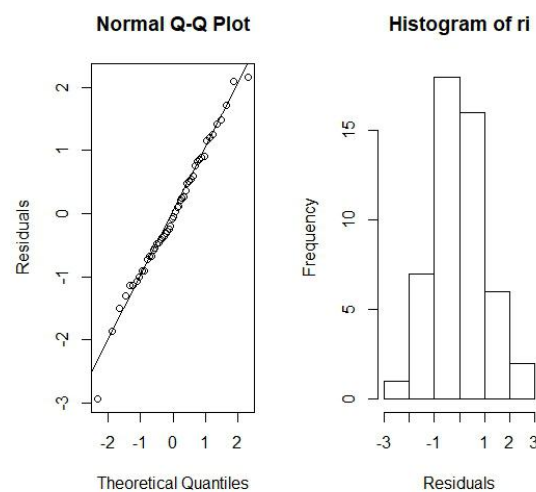 Normal Q-Q Plot
Residuals
2
1
0
-1
-2
-3
-2 -1 0 1 2
Theoretical Quantiles
Histogram of ri
Frequency
15
10
5
0
-3 -1 1 2 3
Residuals